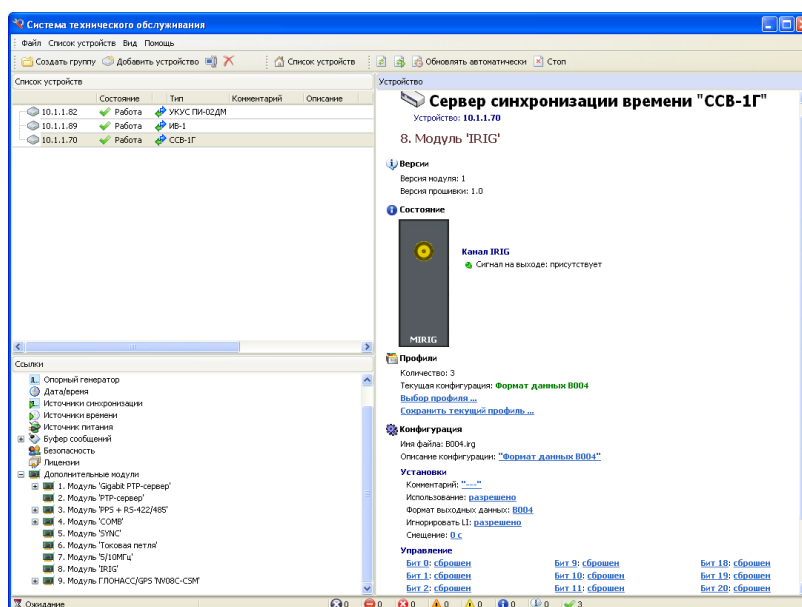 Система технического обслуживания
Файл Список устройств Вид Помощь
Создать группу Добавить устройство Список устройств Обновлять автоматически Стоп
Список устройств
Состояние Тип Комментарий Описание
10.1.1.82 Работа УКУС ПИ-02ДМ
10.1.1.89 Работа ИВ-1
10.1.1.70 Работа ССВ-1Г
Ссылки
Опорный генератор
Дата/время
Источники синхронизации
Источники времени
Источник питания
Буфер сообщений
Безопасность
Лицензии
Дополнительные модули
1. Модуль 'Gigabit PTP-сервер'
2. Модуль 'PTP-сервер'
3. Модуль 'PPS + RS-422/485'
4. Модуль 'COMB'
5. Модуль 'SYNC'
6. Модуль 'Токовая петля'
7. Модуль '5/10МГц'
8. Модуль 'IRIG'
9. Модуль ГЛОНАСС/GPS 'NV08C-CSM'
Устройство
Сервер синхронизации времени "ССВ-1Г"
Устройство: 10.1.1.70
8. Модуль 'IRIG'
Версии
Версия модуля: 1
Версия прошивки: 1.0
Состояние
Канал IRIG
Сигнал на выходе: присутствует
MIRIG
Профили
Количество: 3
Текущая конфигурация: Формат данных B004
Выбор профиля ...
Сохранить текущий профиль ...
Конфигурация
Имя файла: B004.irg
Описание конфигурации: "Формат данных B004"
Установки
Комментарий: "---"
Использование: разрешено
Формат выходных данных: B004
Игнорировать LI: разрешено
Смещение: 0 с
Управление
Бит 0: сброшен Бит 9: сброшен Бит 18: сброшен
Бит 1: сброшен Бит 10: сброшен Бит 19: сброшен
Бит 2: сброшен Бит 11: сброшен Бит 20: сброшен
Ожидание 0 0 0 0 0 0 0 3